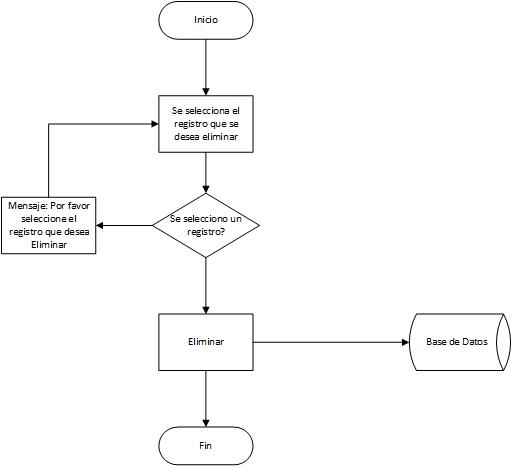 Inicio
Se selecciona el
registro que se
desea eliminar
Mensaje: Por favor
seleccione el
registro que desea
Eliminar
Se selecciono un
registro?
Eliminar
Base de Datos
Fin